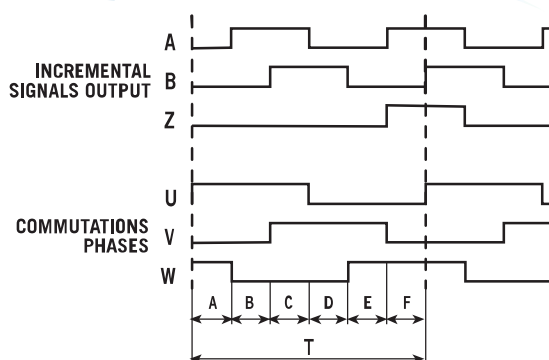 A
INCREMENTAL
SIGNALS OUTPUT
B
Z
U
COMMUTATIONS
PHASES
V
W
A B C D E F
T